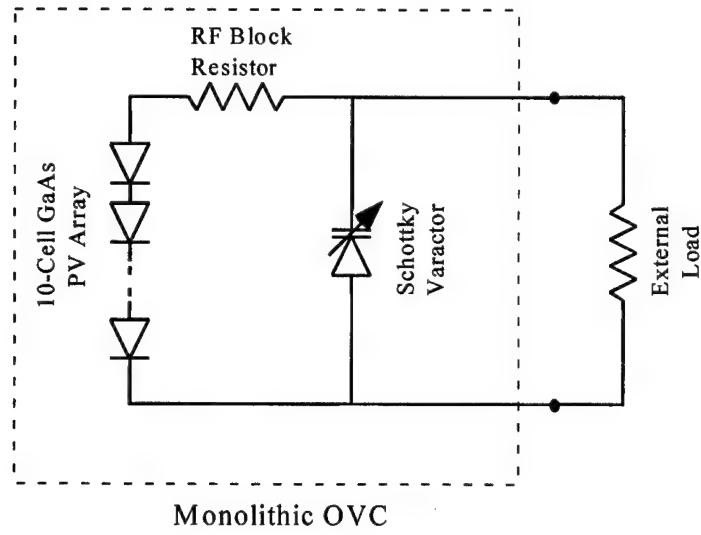 RF Block
Resistor
10-Cell GaAs
PV Array
Schottky
Varactor
External
Load
Monolithic OVC